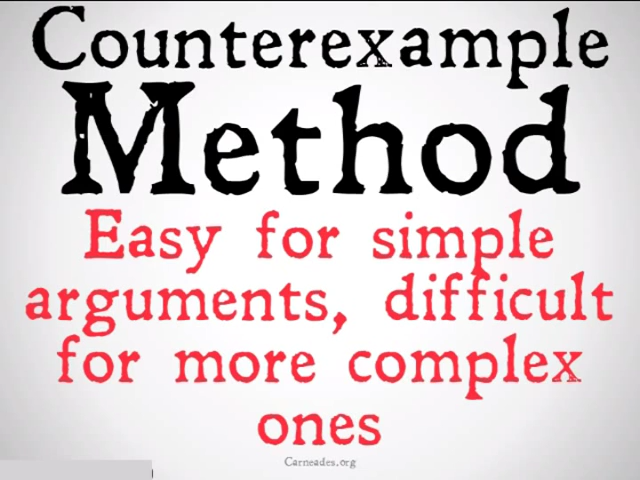 Counterexample
Method
Easy for simple
arguments, difficult
for more complex
ones
Carneades.org